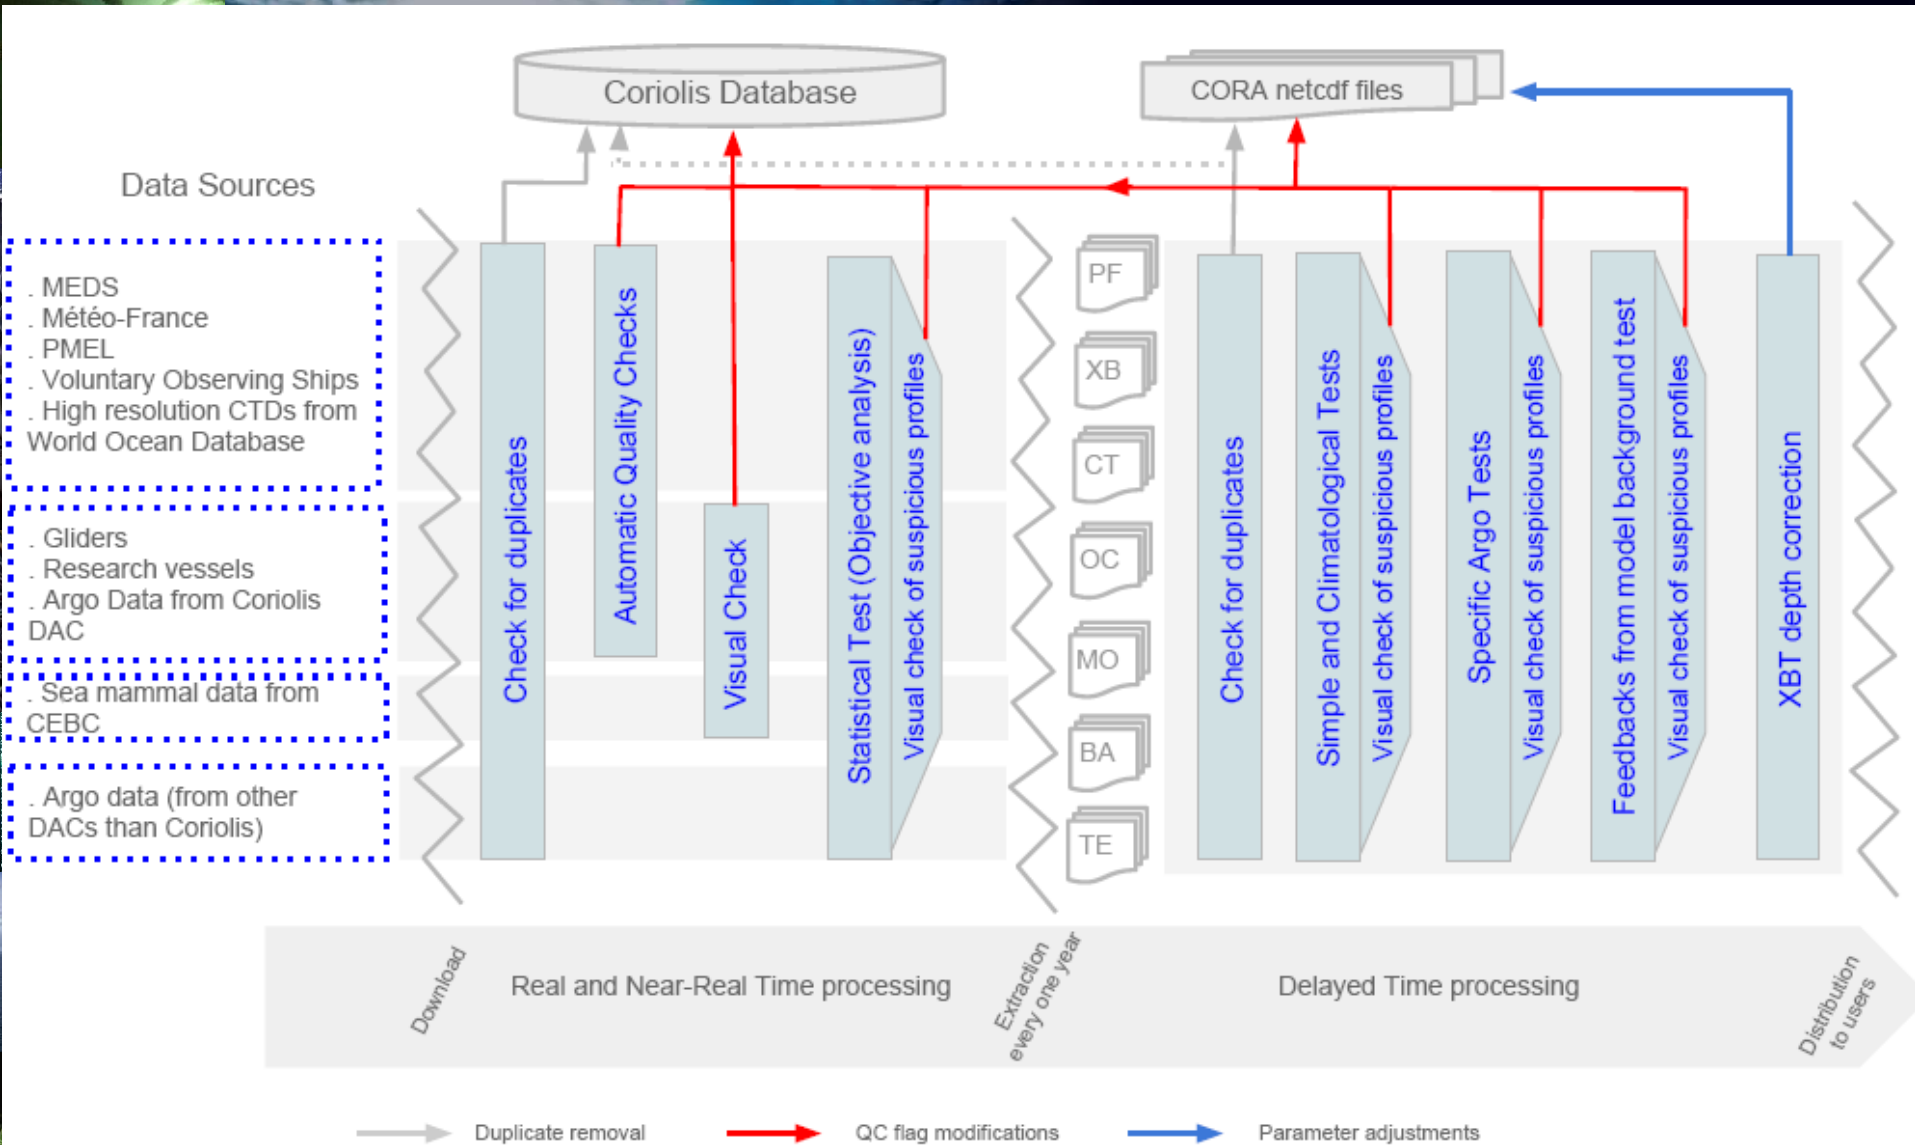 Coriolis Database
CORA netcdf files
Data Sources
. MEDS
. Météo-France
. PMEL
. Voluntary Observing Ships
. High resolution CTDs from
World Ocean Database
. Gliders
. Research vessels
. Argo Data from Coriolis
DAC
. Sea mammal data from
CEBC
. Argo data (from other
DACs than Coriolis)
Check for duplicates
Automatic Quality Checks
Visual Check
Statistical Test (Objective analysis)
Visual check of suspicious profiles
PF
XB
CT
OC
MO
BA
TE
Check for duplicates
Simple and Climatological Tests
Visual check of suspicious profiles
Specific Argo Tests
Visual check of suspicious profiles
Feedbacks from model background test
Visual check of suspicious profiles
XBT depth correction
Download
Real and Near-Real Time processing
Extraction
every one year
Delayed Time processing
Distribution
to users
Duplicate removal
QC flag modifications
Parameter adjustments